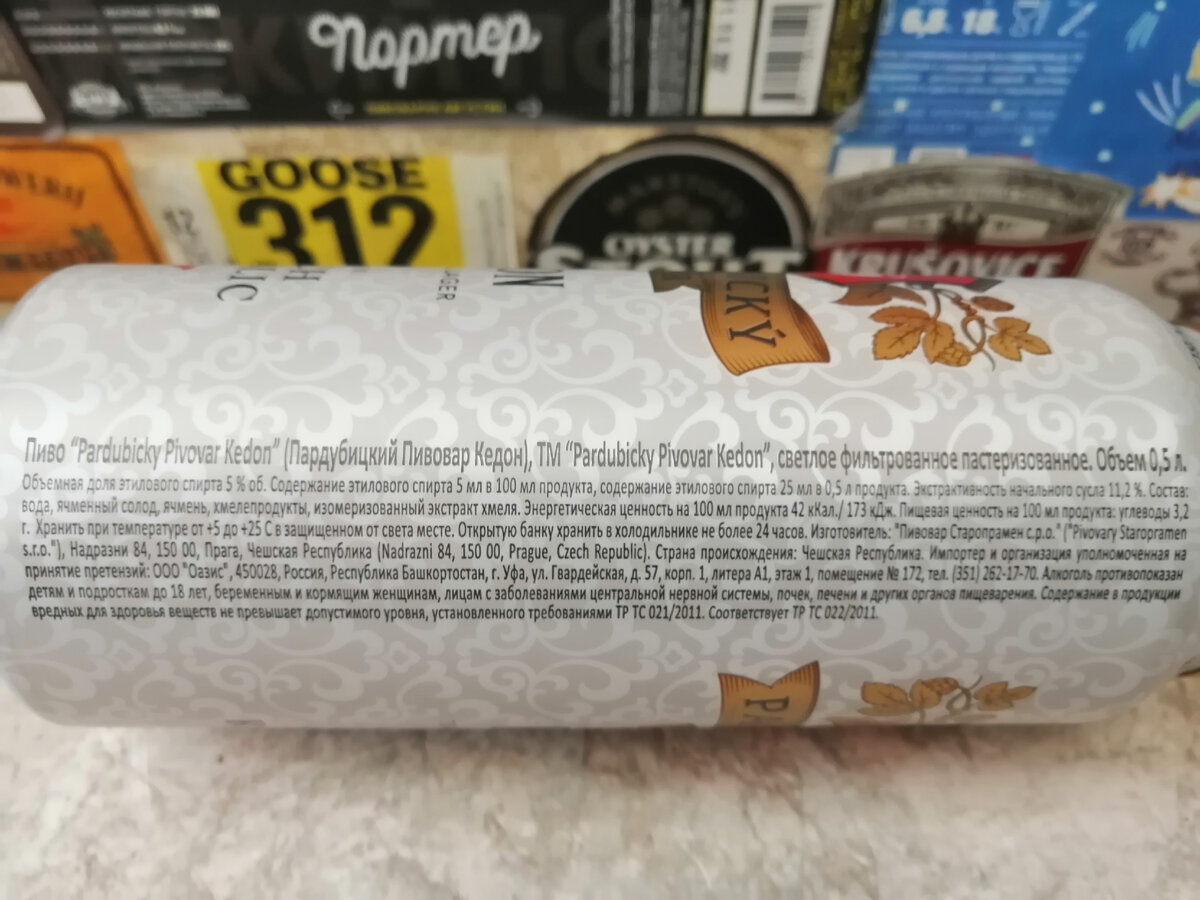 Портер
6,8 18
GOOSE
312
OYSTER
STOUT
KRUŠOVICE
AGER
СКÝ
Пиво “Pardubicky Pivovar Kedon” (Пардубицкий Пивовар Кедон), ТМ “Pardubicky Pivovar Kedon”, светлое фильтрованное пастеризованное. Объем 0,5 л.
Объемная доля этилового спирта 5 % об. Содержание этилового спирта 5 мл в 100 мл продукта, содержание этилового спирта 25 мл в 0,5 л продукта. Экстрактивность начального сусла 11,2 %. Состав:
вода, ячменный солод, ячмень, хмелепродукты, изомеризованный экстракт хмеля. Энергетическая ценность на 100 мл продукта 42 кКал./ 173 кДж. Пищевая ценность на 100 мл продукта: углеводы 3,2
г. Хранить при температуре от +5 до +25 С в защищенном от света месте. Открытую банку хранить в холодильнике не более 24 часов. Изготовитель: "Пивовар Старопрамен с.р.о." ("Pivovary Staropramen
s.r.o."), Надразни 84, 150 00, Прага, Чешская Республика (Nadrazni 84, 150 00, Prague, Czech Republic). Страна происхождения: Чешская Республика. Импортер и организация уполномоченная на
принятие претензий: ООО "Оазис", 450028, Россия, Республика Башкортостан, г. Уфа, ул. Гвардейская, д. 57, корп. 1, литера А1, этаж 1, помещение № 172, тел. (351) 262-17-70. Алкоголь противопоказан
детям и подросткам до 18 лет, беременным и кормящим женщинам, лицам с заболеваниями центральной нервной системы, почек, печени и других органов пищеварения. Содержание в продукции
вредных для здоровья веществ не превышает допустимого уровня, установленного требованиями ТР ТС 021/2011. Соответствует ТР ТС 022/2011.